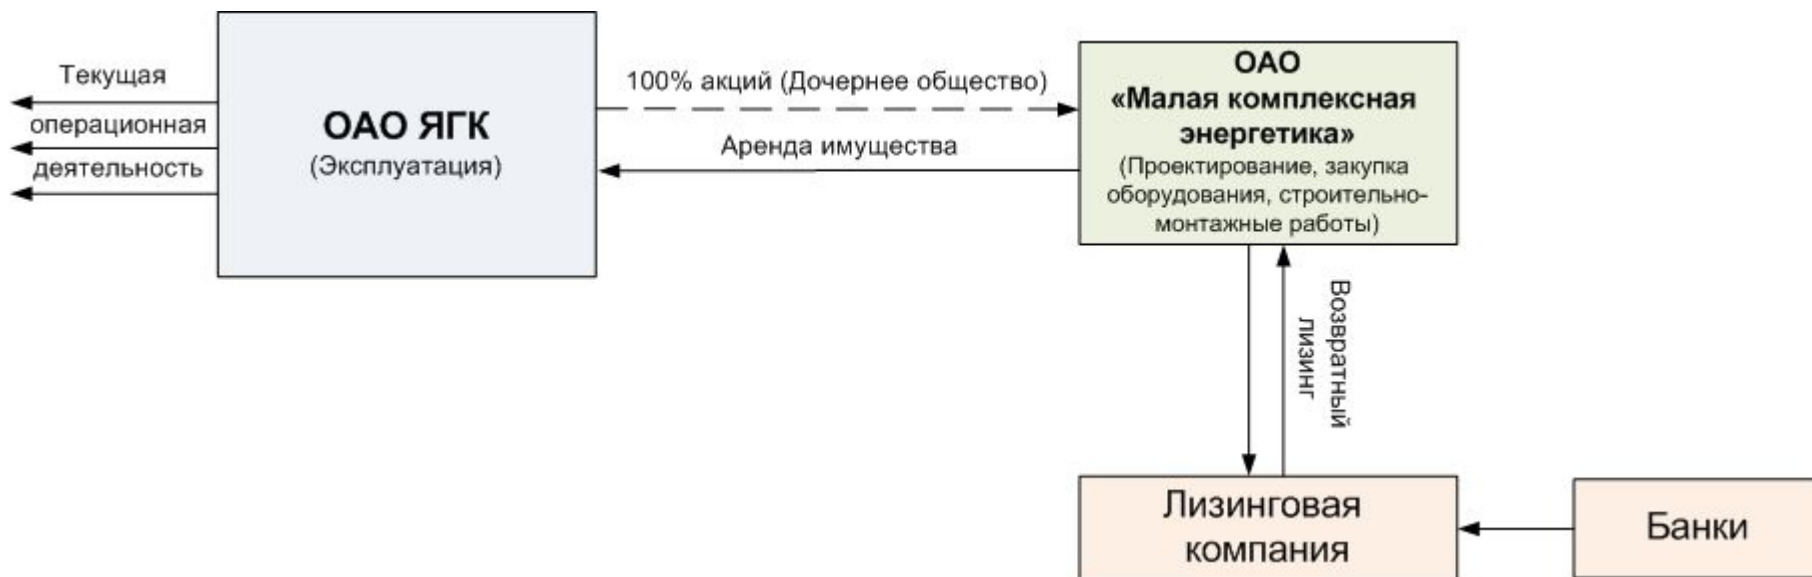 Текущая
операционная
деятельность
ОАО ЯГК
(Эксплуатация)
100% акций (Дочернее общество)
Аренда имущества
ОАО
«Малая комплексная
энергетика»
(Проектирование, закупка
оборудования, строительно-
монтажные работы)
Возвратный
лизинг
Лизинговая
компания
Банки